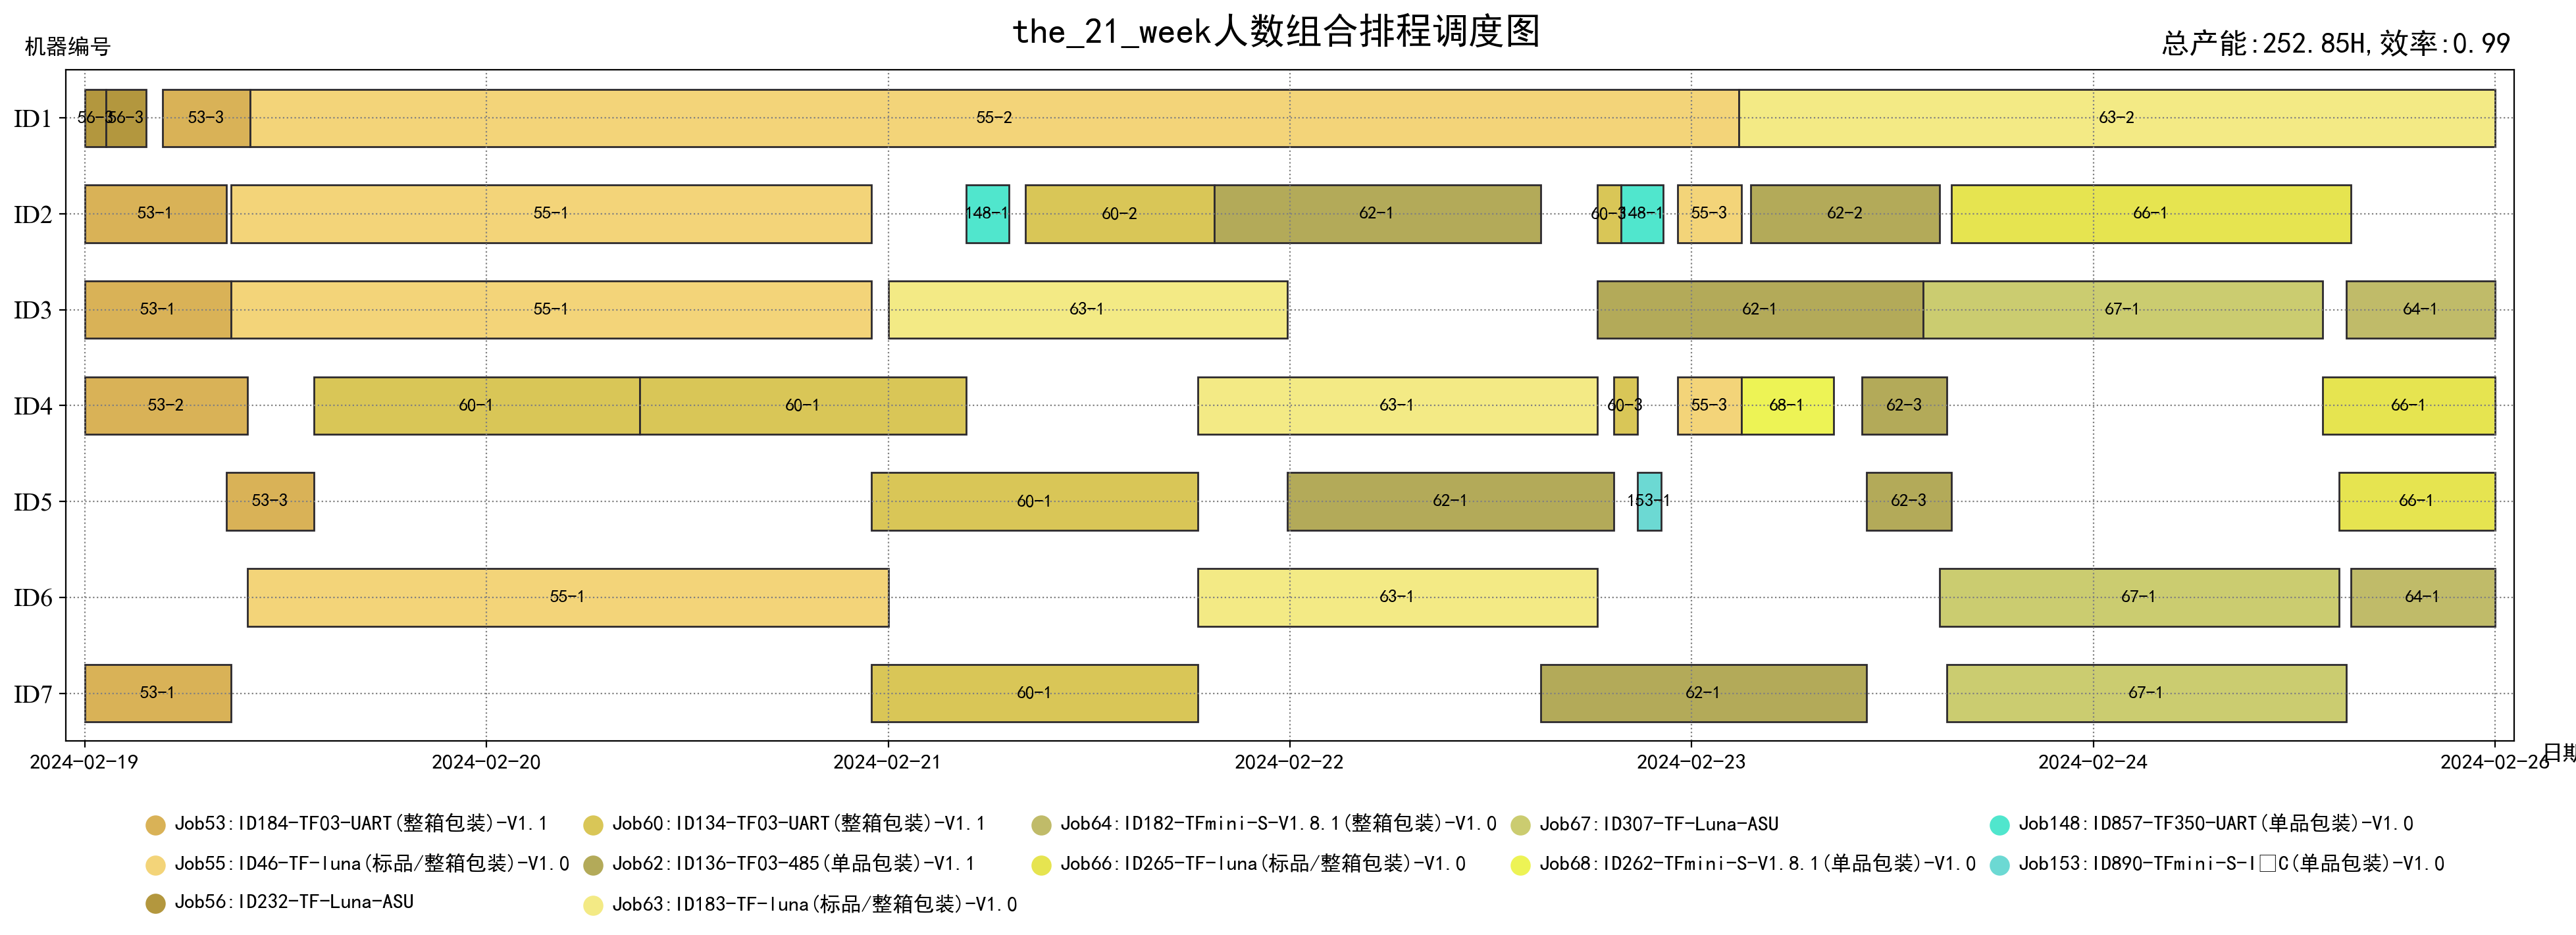 the_21_week人数组合排程调度图
机器编号
总产能:252.85H,效率:0.99
ID1
56-3 56-3 53-3 55-2 63-2
ID2
53-1 55-1 148-1 60-2 62-1 60-3 148-1 55-3 62-2 66-1
ID3
53-1 55-1 63-1 62-1 67-1 64-1
ID4
53-2 60-1 60-1 63-1 60-3 55-3 68-1 62-3 66-1
ID5
53-3 60-1 62-1 153-1 62-3 66-1
ID6
55-1 63-1 67-1 64-1
ID7
53-1 60-1 62-1 67-1
2024-02-19 2024-02-20 2024-02-21 2024-02-22 2024-02-23 2024-02-24 2024-02-26
日期
Job53:ID184-TF03-UART(整箱包装)-V1.1
Job60:ID134-TF03-UART(整箱包装)-V1.1
Job64:ID182-TFmini-S-V1.8.1(整箱包装)-V1.0
Job67:ID307-TF-Luna-ASU
Job148:ID857-TF350-UART(单品包装)-V1.0
Job55:ID46-TF-luna(标品/整箱包装)-V1.0
Job62:ID136-TF03-485(单品包装)-V1.1
Job66:ID265-TF-luna(标品/整箱包装)-V1.0
Job68:ID262-TFmini-S-V1.8.1(单品包装)-V1.0
Job153:ID890-TFmini-S-I□C(单品包装)-V1.0
Job56:ID232-TF-Luna-ASU
Job63:ID183-TF-luna(标品/整箱包装)-V1.0